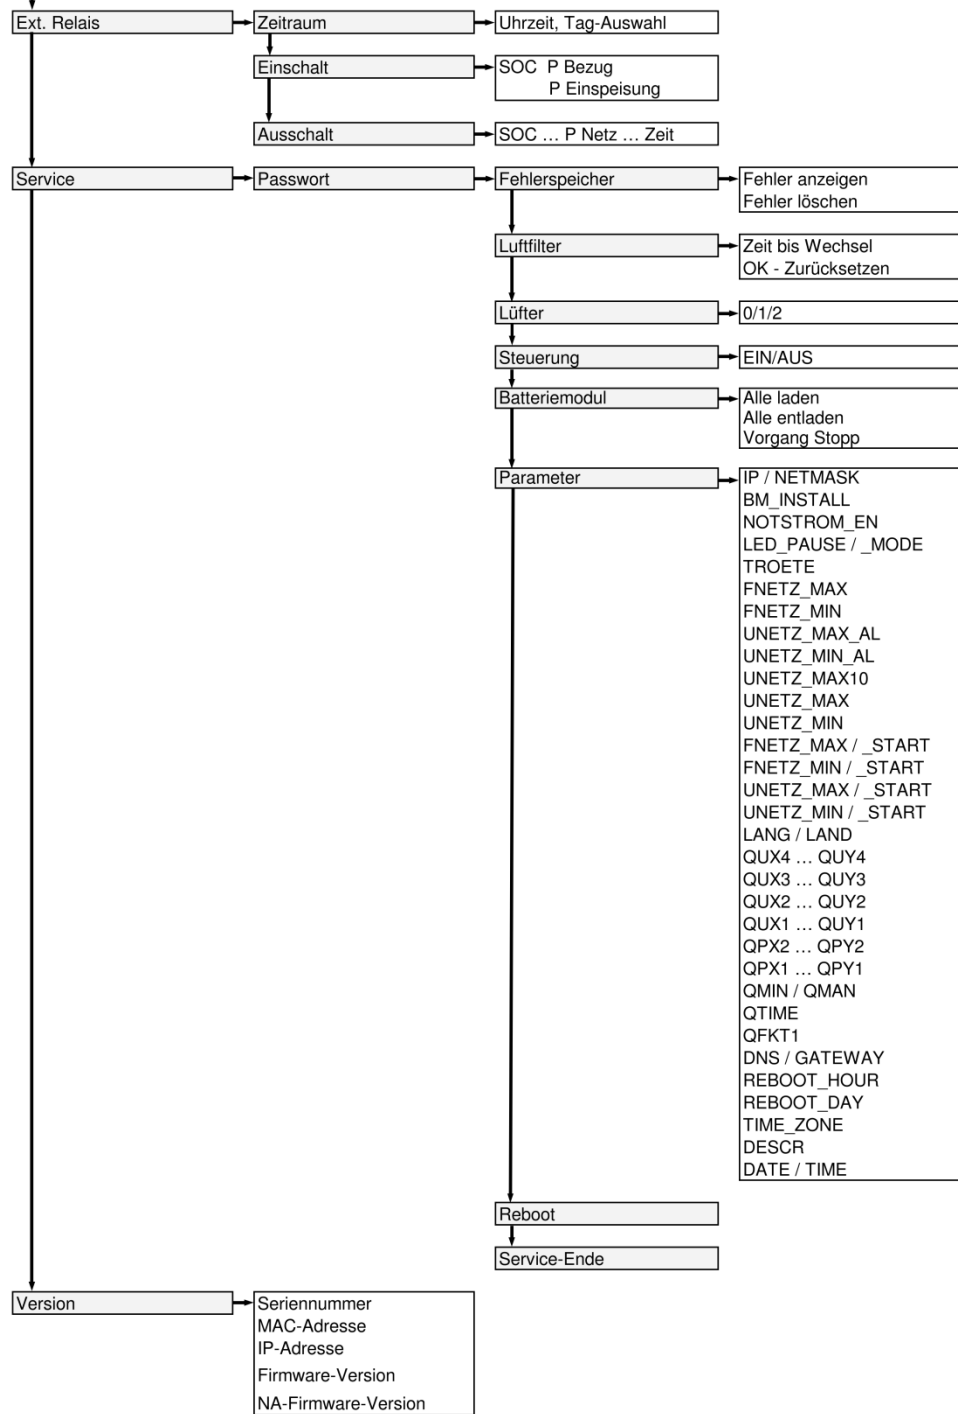 Ext. Relais
Zeitraum
Uhrzeit, Tag-Auswahl
Einschalt
SOC P Bezug
P Einspeisung
Ausschalt
SOC ... P Netz ... Zeit
Service
Passwort
Fehlerspeicher
Fehler anzeigen
Fehler löschen
Luftfilter
Zeit bis Wechsel
OK - Zurücksetzen
Lüfter
0/1/2
Steuerung
EIN/AUS
Batteriemodul
Alle laden
Alle entladen
Vorgang Stopp
Parameter
IP / NETMASK
BM_INSTALL
NOTSTROM_EN
LED_PAUSE / _MODE
TROETE
FNETZ_MAX
FNETZ_MIN
UNETZ_MAX_AL
UNETZ_MIN_AL
UNETZ_MAX10
UNETZ_MAX
UNETZ_MIN
FNETZ_MAX / _START
FNETZ_MIN / _START
UNETZ_MAX / _START
UNETZ_MIN / _START
LANG / LAND
QUX4 ... QUY4
QUX3 ... QUY3
QUX2 ... QUY2
QUX1 ... QUY1
QPX2 ... QPY2
QPX1 ... QPY1
QMIN / QMAN
QTIME
QFKT1
DNS / GATEWAY
REBOOT_HOUR
REBOOT_DAY
TIME_ZONE
DESCR
DATE / TIME
Reboot
Service-Ende
Version
Seriennummer
MAC-Adresse
IP-Adresse
Firmware-Version
NA-Firmware-Version